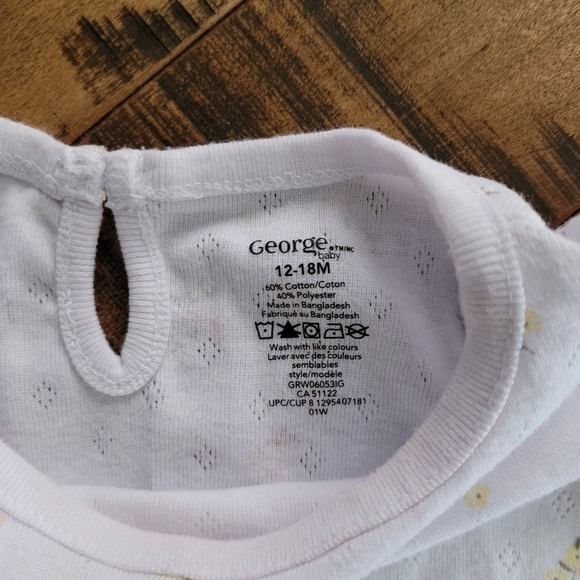 George
baby
12-18M
60% Cotton/Coton
40% Polyester
Made in Bangladesh
Fabriqué au Bangladesh
Wash with like colours
Laver avec des couleurs
semblables
style/modèle
GRW06053IG
CA 51122
UPC/CUP 8 1295407181
01W